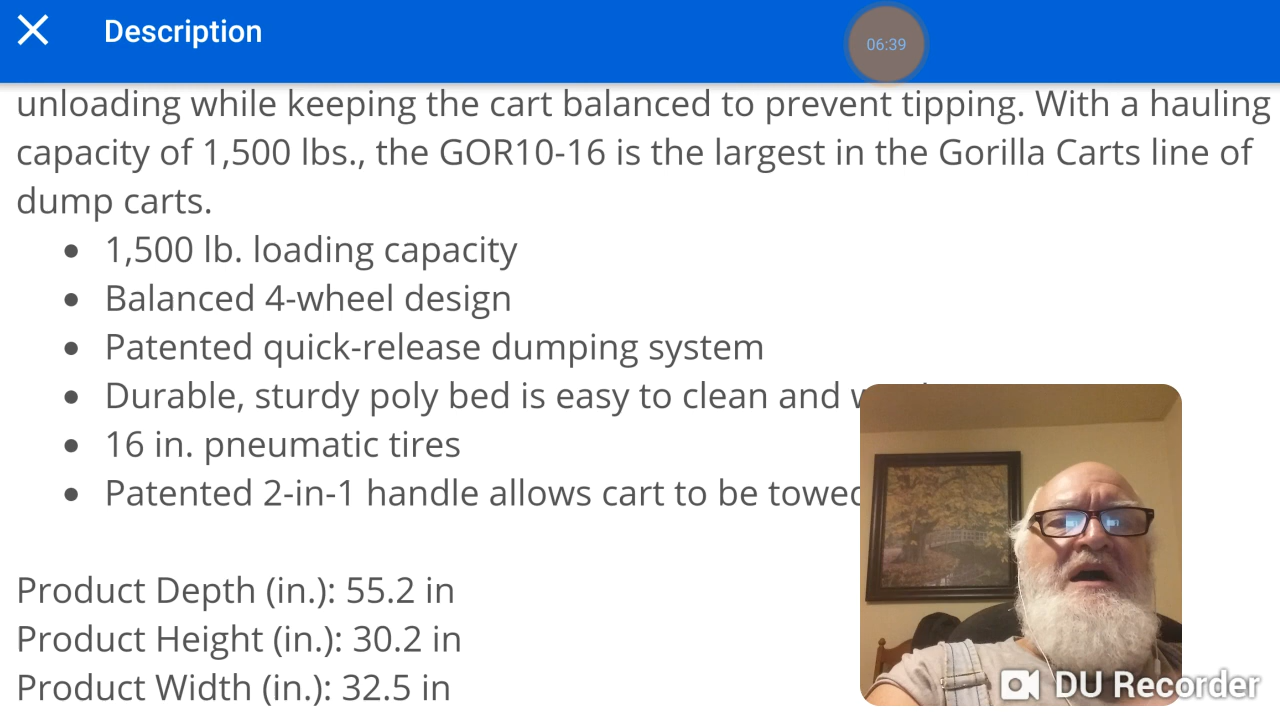 Description
06:39
unloading while keeping the cart balanced to prevent tipping. With a hauling
capacity of 1,500 lbs., the GOR10-16 is the largest in the Gorilla Carts line of
dump carts.
• 1,500 lb. loading capacity
• Balanced 4-wheel design
• Patented quick-release dumping system
• Durable, sturdy poly bed is easy to clean and
• 16 in. pneumatic tires
• Patented 2-in-1 handle allows cart to be towed
Product Depth (in.): 55.2 in
Product Height (in.): 30.2 in
Product Width (in.): 32.5 in
DU Recorder